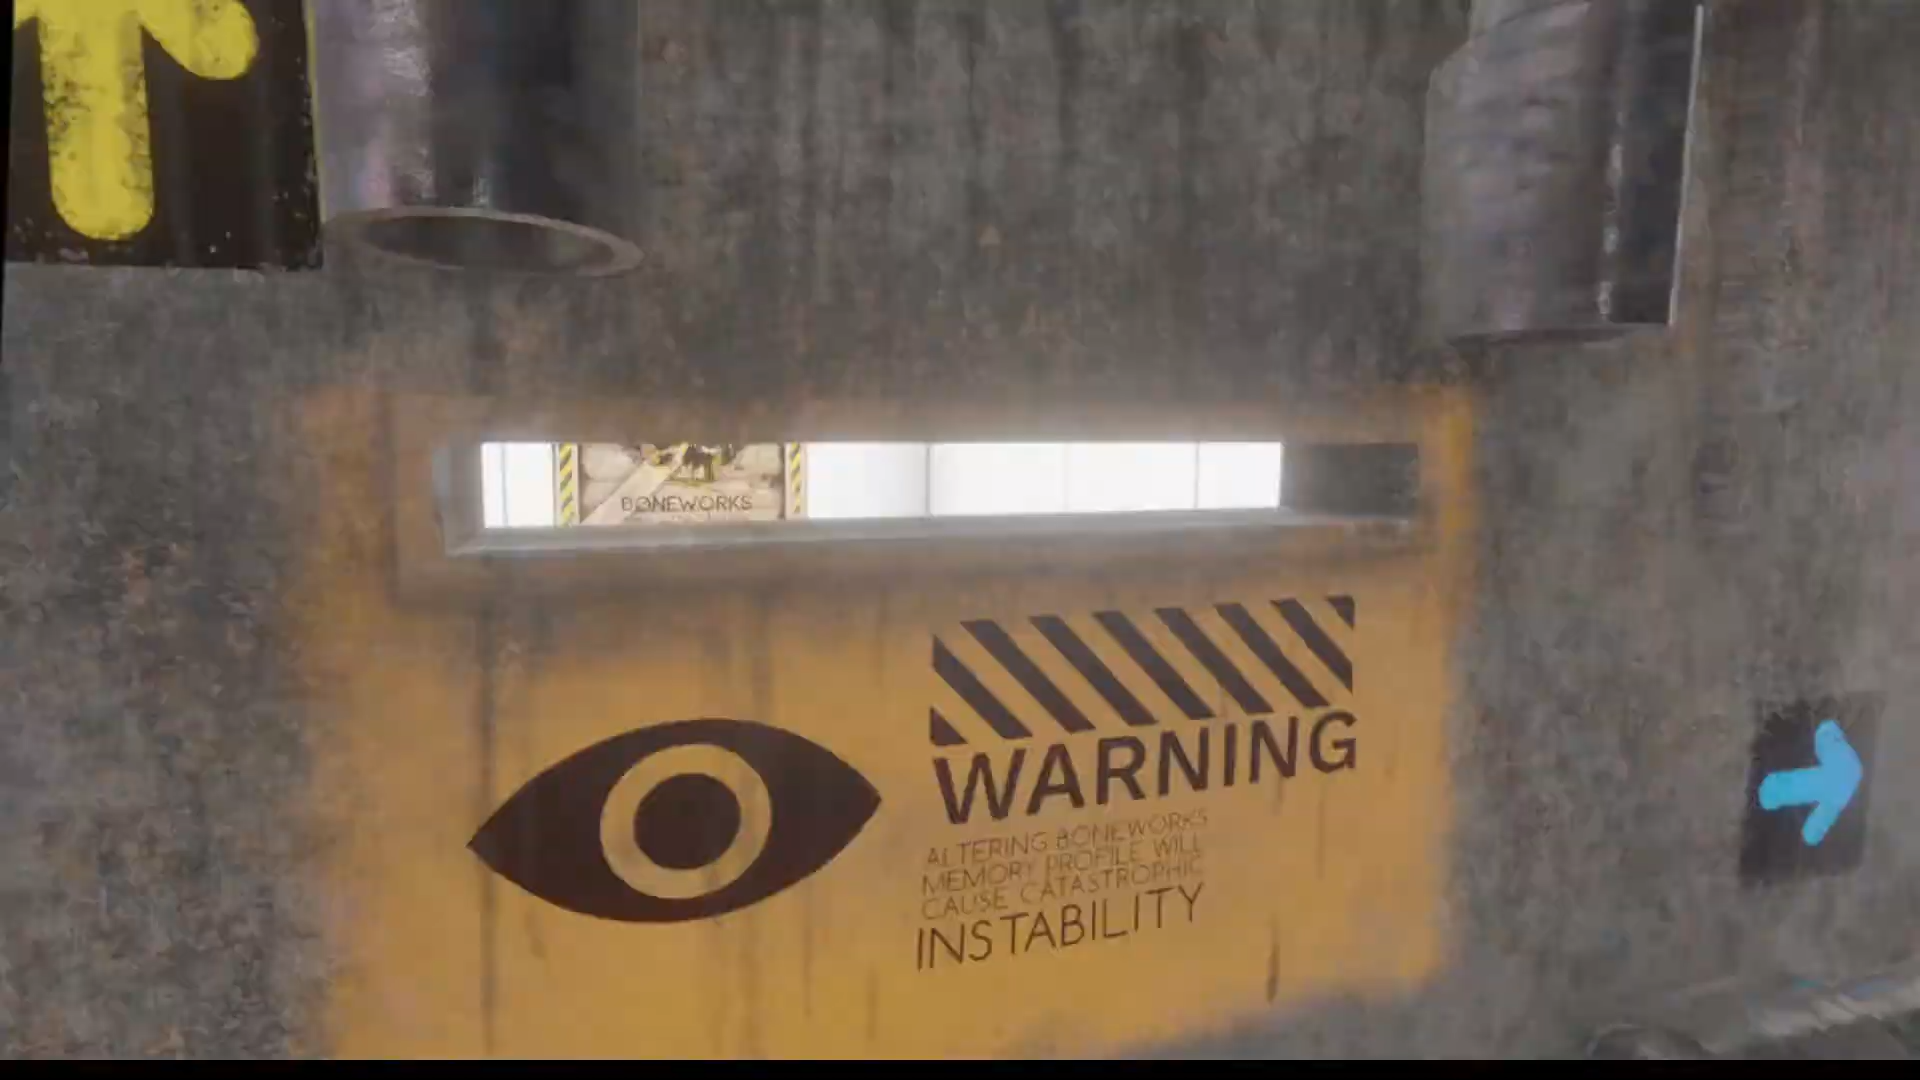 BONEWORKS
WARNING
ALTERING BONEWORKS
MEMORY PROFILE WILL
CAUSE CATASTROPHIC
INSTABILITY